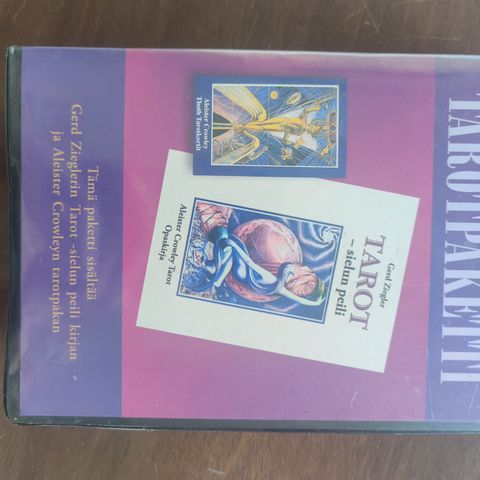 TAROTPAKETTI
Aleister Crowley
Thoth Tarotkortit
Gerd Ziegler
TAROT
– sielun peili
Aleister Crowley Tarot
Opaskirja
Tämä paketti sisältää
Gerd Zieglerin Tarot -sielun peili kirjan
ja Aleister Crowleyn tarotpakan